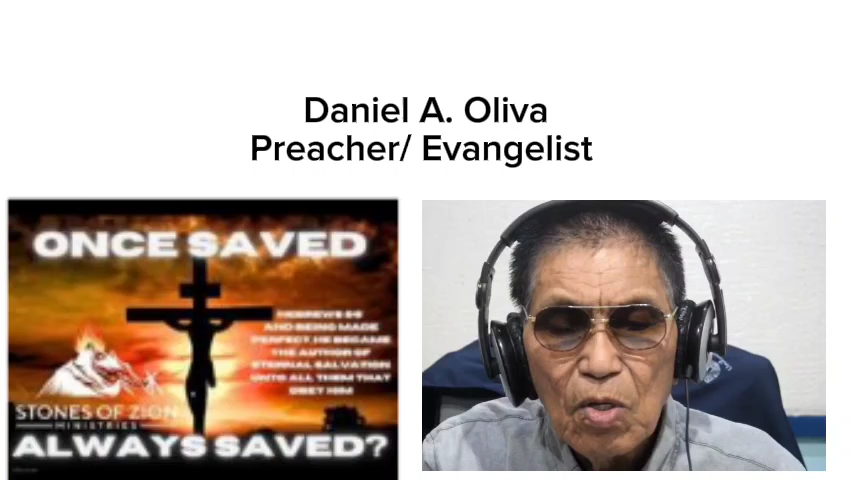 Daniel A. Oliva
Preacher/ Evangelist
ONCE SAVED
HEBREWS 5:9
AND BEING MADE
PERFECT, HE BECAME
THE AUTHOR OF
ETERNAL SALVATION
UNTO ALL THEM THAT
OBEY HIM
STONES OF ZION
MINISTRIES
ALWAYS SAVED?